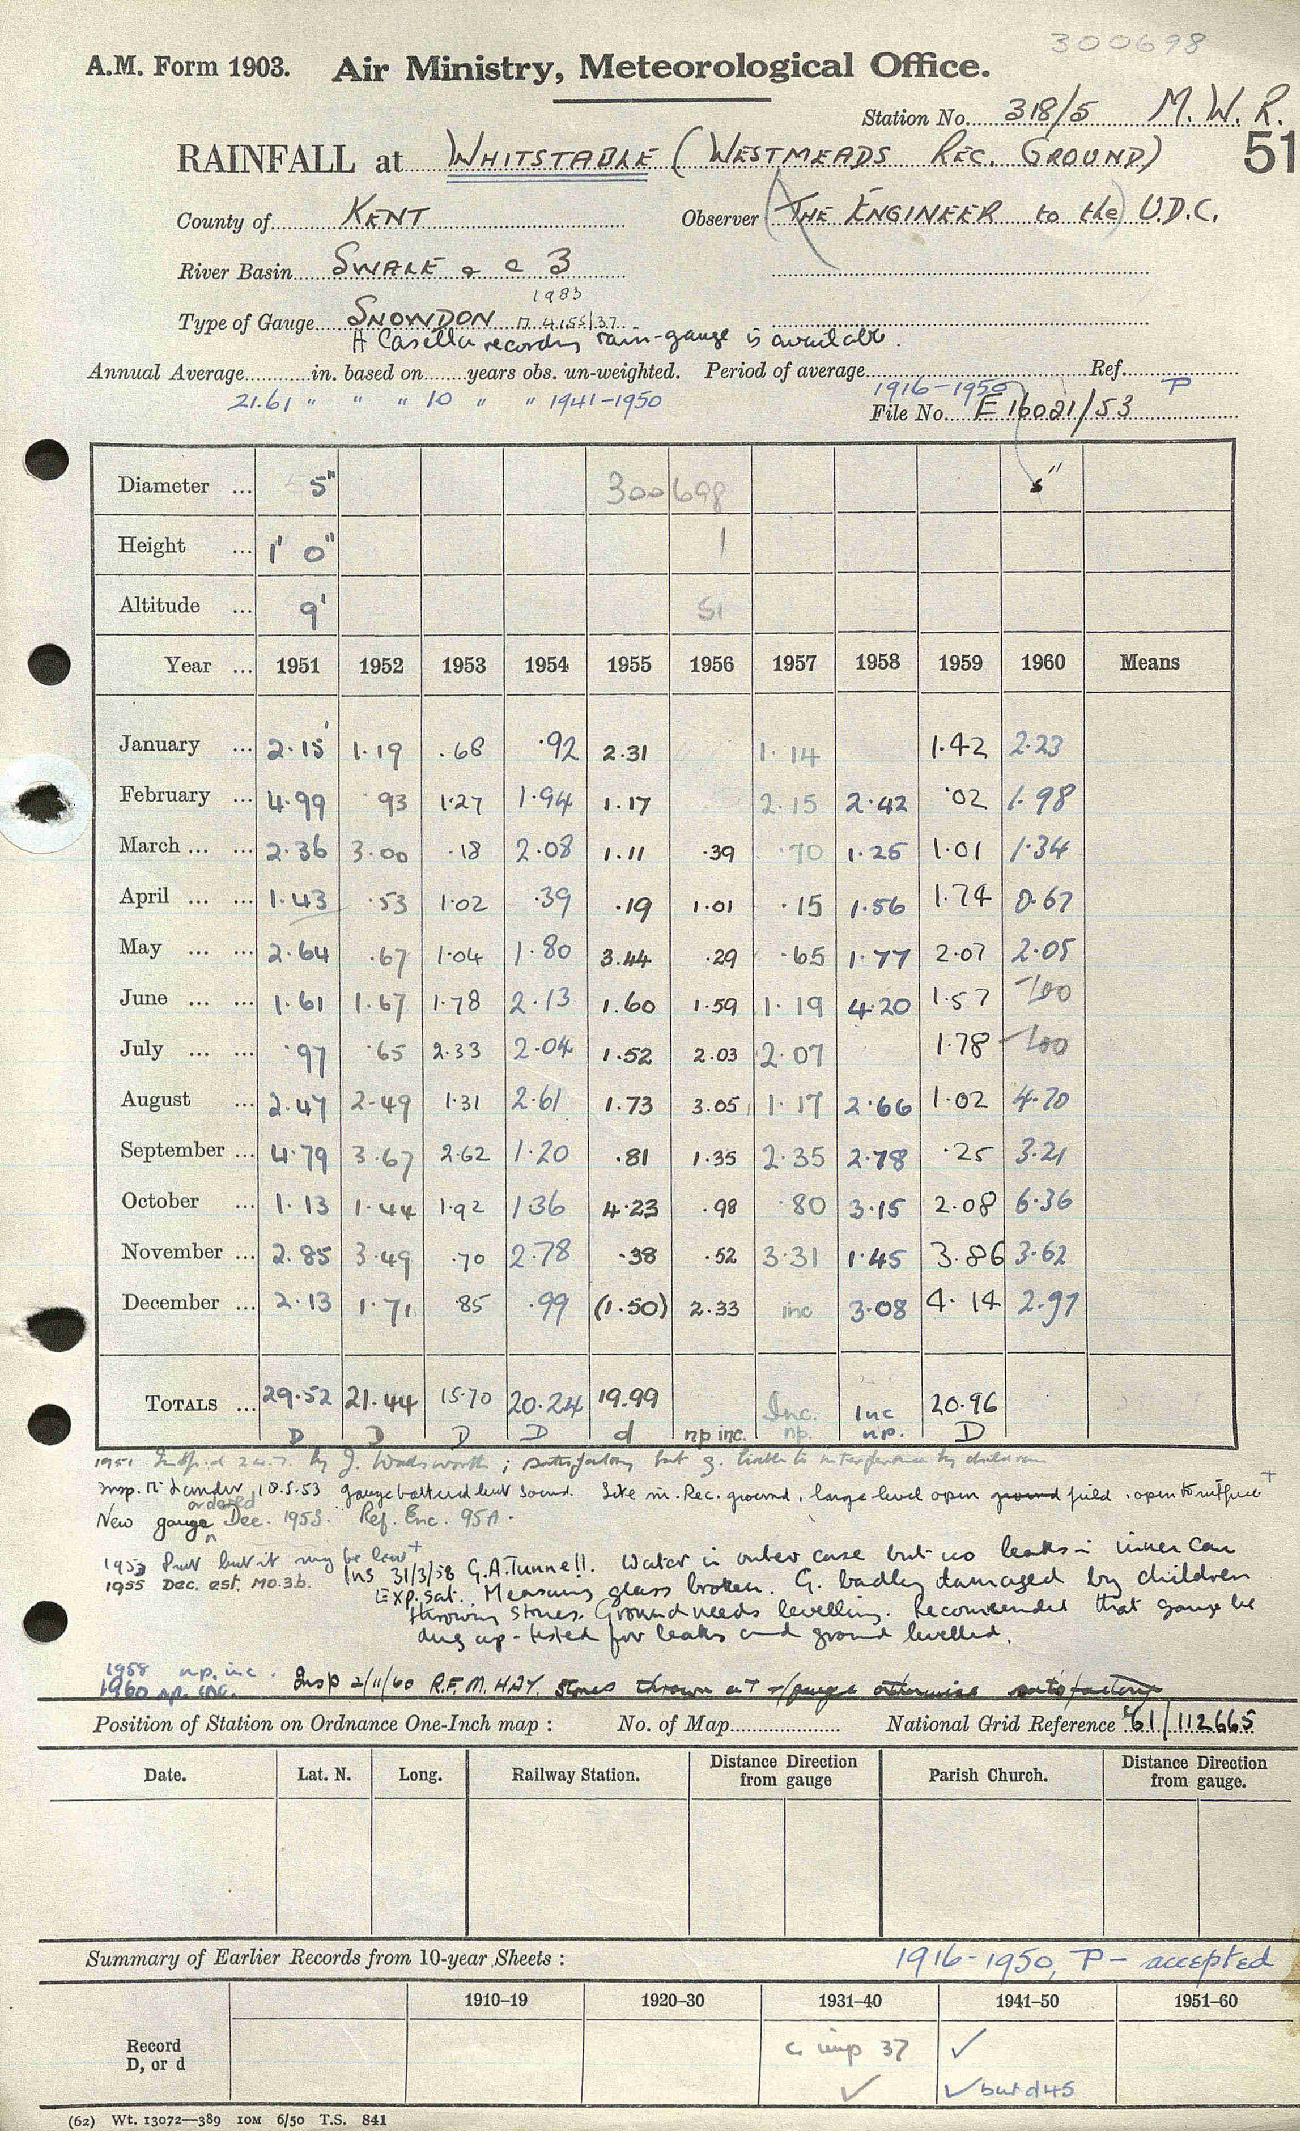 300698
A.M. Form 1903. Air Ministry, Meteorological Office.
Station No. 318/5 M.W.R.
RAINFALL at WHITSTABLE (WESTMEADS REC. GROUND) 51
County of KENT Observer (THE ENGINEER to the) U.D.C.
River Basin SWALE & C 3
1983
Type of Gauge SNOWDON 4155/37
A Casella recording rain-gauge is available.
Annual Average in. based on years obs. un-weighted. Period of average Ref.
21.61 " " " 10 " " 1941-1950 1916-1950 P
File No. E 16021/53
Diameter ... 5" 300698 5"
Height ... 1' 0" 1
Altitude ... 9' 51
Year ... 1951 1952 1953 1954 1955 1956 1957 1958 1959 1960 Means
January ... 2.15 1.19 .68 .92 2.31 1.14 1.42 2.23
February ... 4.99 .93 1.27 1.94 1.17 2.15 2.42 .02 1.98
March ... ... 2.36 3.00 .18 2.08 1.11 .39 .70 1.25 1.01 1.34
April ... ... 1.43 .53 1.02 .39 .19 1.01 .15 1.56 1.74 0.67
May ... ... 2.64 .67 1.04 1.80 3.44 .29 .65 1.77 2.07 2.05
June ... ... 1.61 1.67 1.78 2.13 1.60 1.59 1.19 4.20 1.57 -100
July ... ... .97 .65 2.33 2.04 1.52 2.03 2.07 1.78 -100
August ... 2.47 2.49 1.31 2.61 1.73 3.05 1.17 2.66 1.02 4.70
September ... 4.79 3.67 2.62 1.20 .81 1.35 2.35 2.78 .25 3.21
October ... 1.13 1.44 1.92 1.36 4.23 .98 .80 3.15 2.08 6.36
November ... 2.85 3.49 .70 2.78 .38 .52 3.31 1.45 3.86 3.62
December ... 2.13 1.71 .85 .99 (1.50) 2.33 inc 3.08 4.14 2.97
TOTALS ... 29.52 21.44 15.70 20.24 19.99 Inc. Inc 20.96
D D D D d np inc. np. np. D
1951 by J. Wadsworth; satisfactory but g. liable to interference by children
Insp. 18.5.53 gauge battered but sound. Site in Rec. ground, large level open ground field. open to
New gauge ordered Dec. 1953. Ref. Enc. 95A.
1953 but it may be low
1955 Dec. est. MO.3b.
Ins 31/3/58 G.A.Tunnell. Water in outer case but no leaks in inner can
Exp. sat. Measuring glass broken. G. badly damaged by children
throwing stones. Ground needs levelling. Recommended that gauge be
dug up - tested for leaks and ground levelled.
1958 np. inc.
1960 np. inc. Insp 2/11/60 R.F.M. HAY. stones thrown at gauge otherwise satisfactory
Position of Station on Ordnance One-Inch map : No. of Map National Grid Reference 61/112665
Date. Lat. N. Long. Railway Station. Distance Direction from gauge Parish Church. Distance Direction from gauge.
Summary of Earlier Records from 10-year Sheets : 1916-1950, P - accepted
1910–19 1920–30 1931–40 1941–50 1951–60
Record
D, or d
c. imp 37 ✓
✓ ✓ but d45
(62) Wt. 13072—389 10M 6/50 T.S. 841